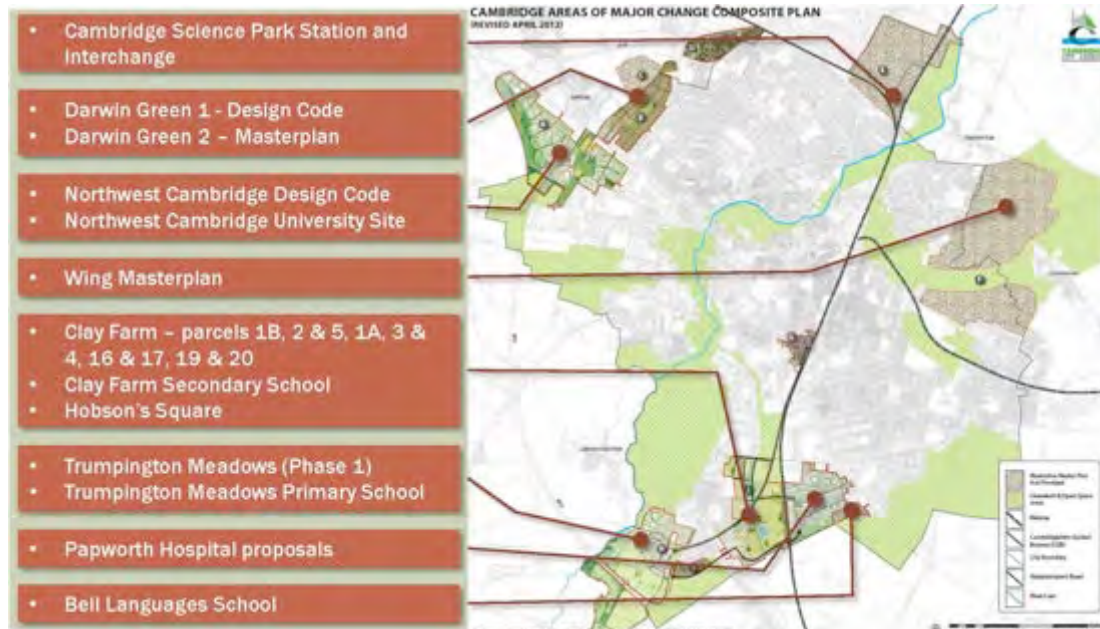 CAMBRIDGE AREAS OF MAJOR CHANGE COMPOSITE PLAN
(REVISED APRIL 2012)
• Cambridge Science Park Station and
Interchange
• Darwin Green 1 - Design Code
• Darwin Green 2 – Masterplan
• Northwest Cambridge Design Code
• Northwest Cambridge University Site
• Wing Masterplan
• Clay Farm – parcels 1B, 2 & 5, 1A, 3 &
4, 16 & 17, 19 & 20
• Clay Farm Secondary School
• Hobson's Square
• Trumpington Meadows (Phase 1)
• Trumpington Meadows Primary School
• Papworth Hospital proposals
• Bell Languages School
Railway
City Boundary